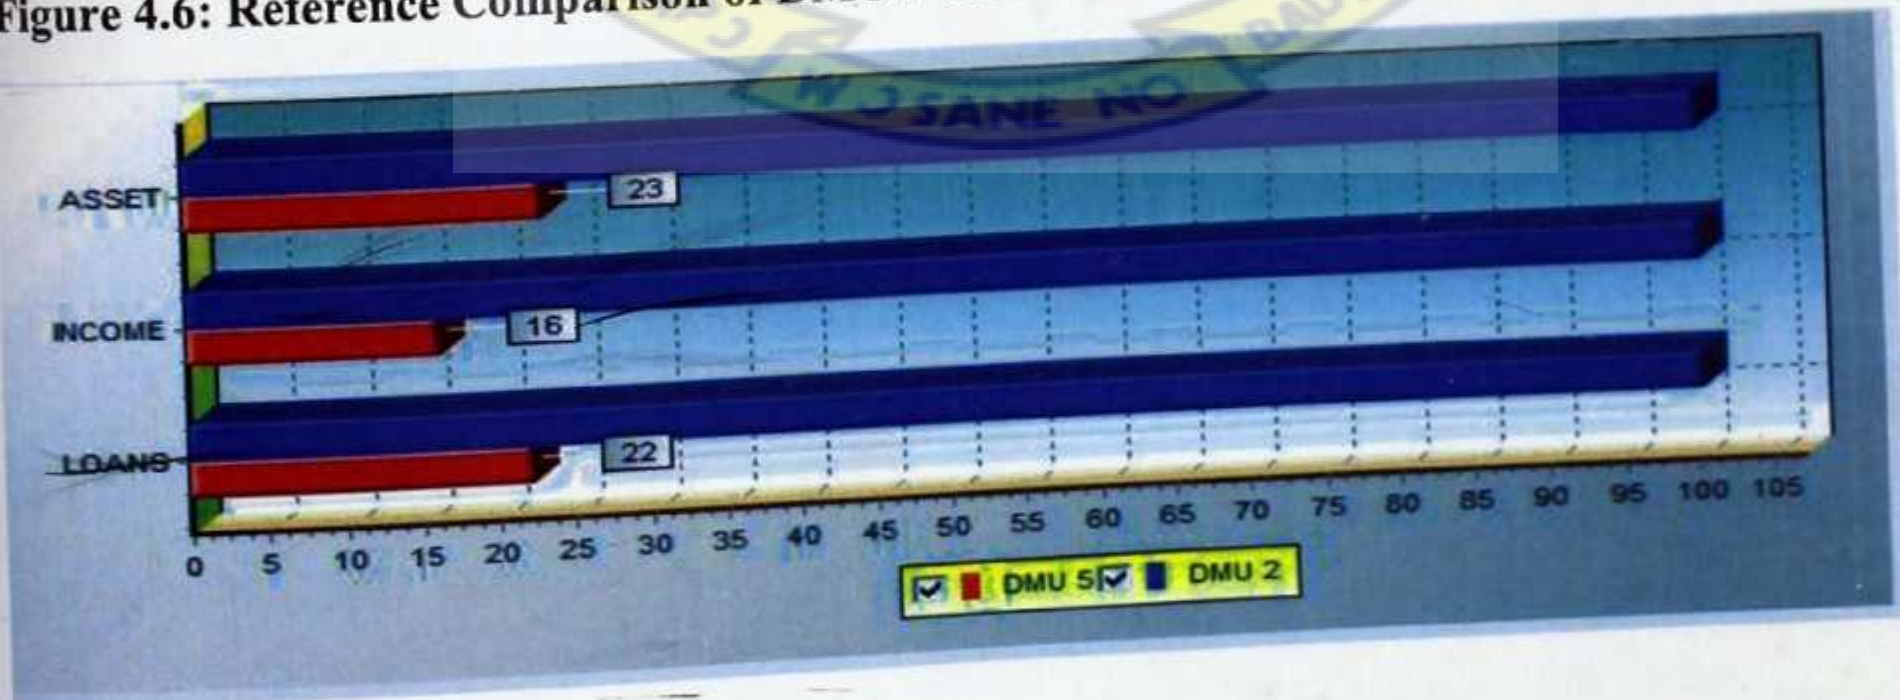 Figure 4.6: Reference Comparison of
W J SANE NO BAD
ASSET
23
INCOME
16
LOANS
22
0 5 10 15 20 25 30 35 40 45 50 55 60 65 70 75 80 85 90 95 100 105
DMU 5 DMU 2